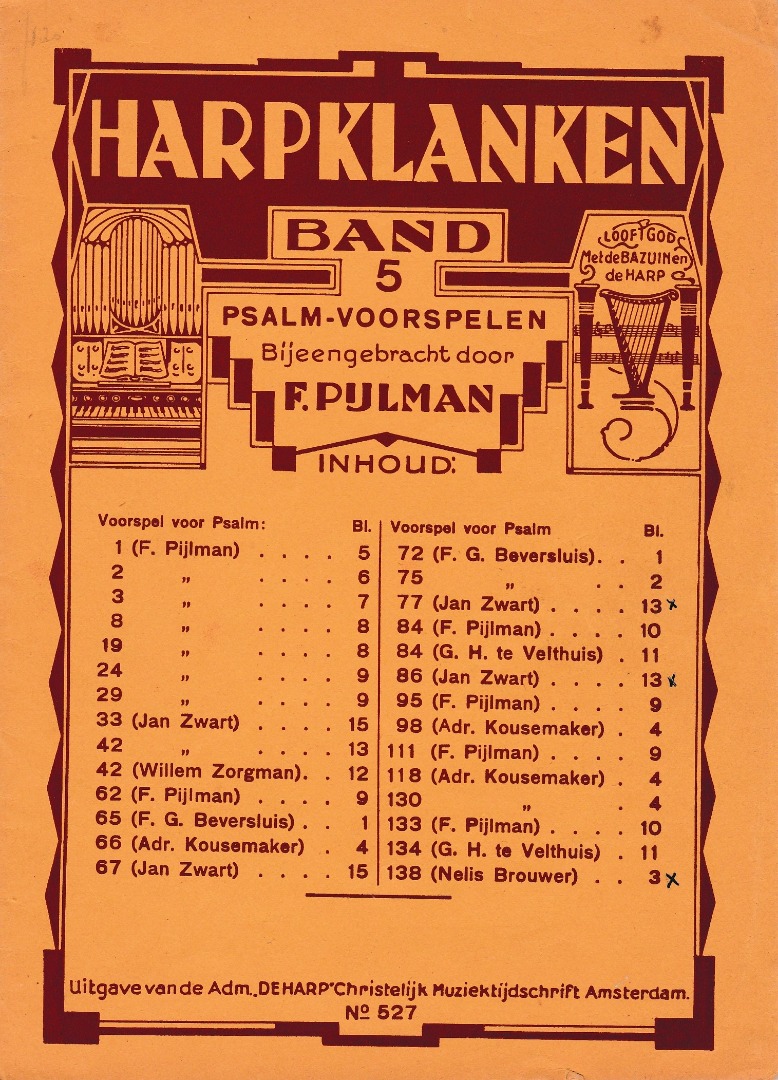 HARPKLANKEN
BAND
5
LOOFT GOD
Met de BAZUIN en
de HARP
PSALM-VOORSPELEN
Bijeengebracht door
F. PIJLMAN
INHOUD:
Voorspel voor Psalm: Bl.
1 (F. Pijlman) . . . . 5
2 „ . . . . 6
3 „ . . . . 7
8 „ . . . . 8
19 „ . . . . 8
24 „ . . . . 9
29 „ . . . . 9
33 (Jan Zwart) . . . . 15
42 „ . . . . 13
42 (Willem Zorgman). . 12
62 (F. Pijlman) . . . . 9
65 (F. G. Beversluis) . . 1
66 (Adr. Kousemaker) . 4
67 (Jan Zwart) . . . . 15
Voorspel voor Psalm Bl.
72 (F. G. Beversluis). . 1
75 „ . . 2
77 (Jan Zwart) . . . . 13 x
84 (F. Pijlman) . . . . 10
84 (G. H. te Velthuis) . 11
86 (Jan Zwart) . . . . 13 x
95 (F. Pijlman) . . . . 9
98 (Adr. Kousemaker) . 4
111 (F. Pijlman) . . . . 9
118 (Adr. Kousemaker) . 4
130 „ . 4
133 (F. Pijlman) . . . . 10
134 (G. H. te Velthuis) . 11
138 (Nelis Brouwer) . . 3 x
Uitgave van de Adm. „DE HARP" Christelijk Muziektijdschrift Amsterdam.
Nº 527